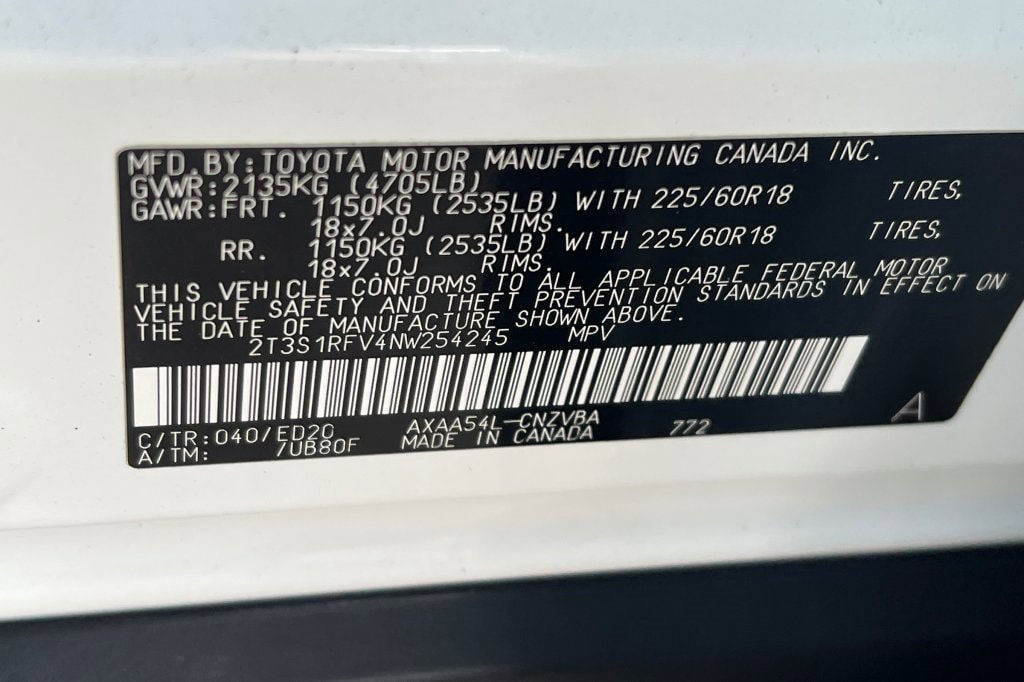 MFD. BY: TOYOTA MOTOR MANUFACTURING CANADA INC.
GVWR: 2135KG (4705LB)
GAWR: FRT. 1150KG (2535LB) WITH 225/60R18 TIRES,
18x7.0J RIMS.
RR. 1150KG (2535LB) WITH 225/60R18 TIRES,
18x7.0J RIMS.
THIS VEHICLE CONFORMS TO ALL APPLICABLE FEDERAL MOTOR
VEHICLE SAFETY AND THEFT PREVENTION STANDARDS IN EFFECT ON
THE DATE OF MANUFACTURE SHOWN ABOVE.
2T3S1RFV4NW254245 MPV
C/TR: 040/ED20 AXAA54L-CNZVBA 772 A
A/TM: /UB80F MADE IN CANADA